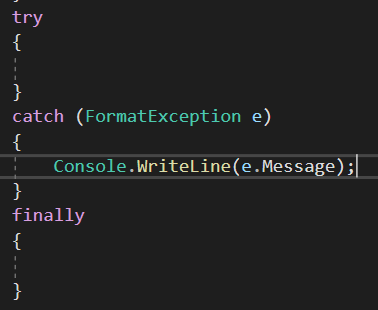 try
{
}
catch (FormatException e)
{
Console.WriteLine(e.Message);
}
finally
{
}